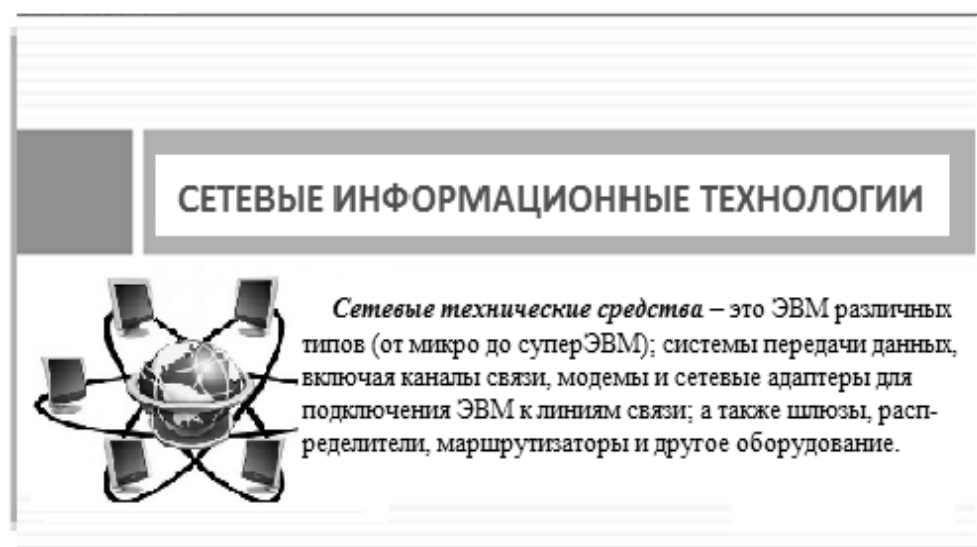 СЕТЕВЫЕ ИНФОРМАЦИОННЫЕ ТЕХНОЛОГИИ
Сетевые технические средства – это ЭВМ различных
типов (от микро до суперЭВМ); системы передачи данных,
включая каналы связи, модемы и сетевые адаптеры для
подключения ЭВМ к линиям связи; а также шлюзы, расп-
ределители, маршрутизаторы и другое оборудование.